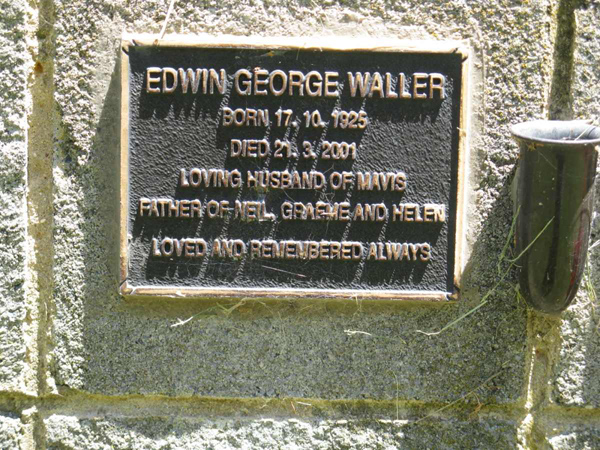 EDWIN GEORGE WALLER
BORN 17. 10. 1925
DIED 21. 3. 2001
LOVING HUSBAND OF MAVIS
FATHER OF NEIL, GRAEME AND HELEN
LOVED AND REMEMBERED ALWAYS